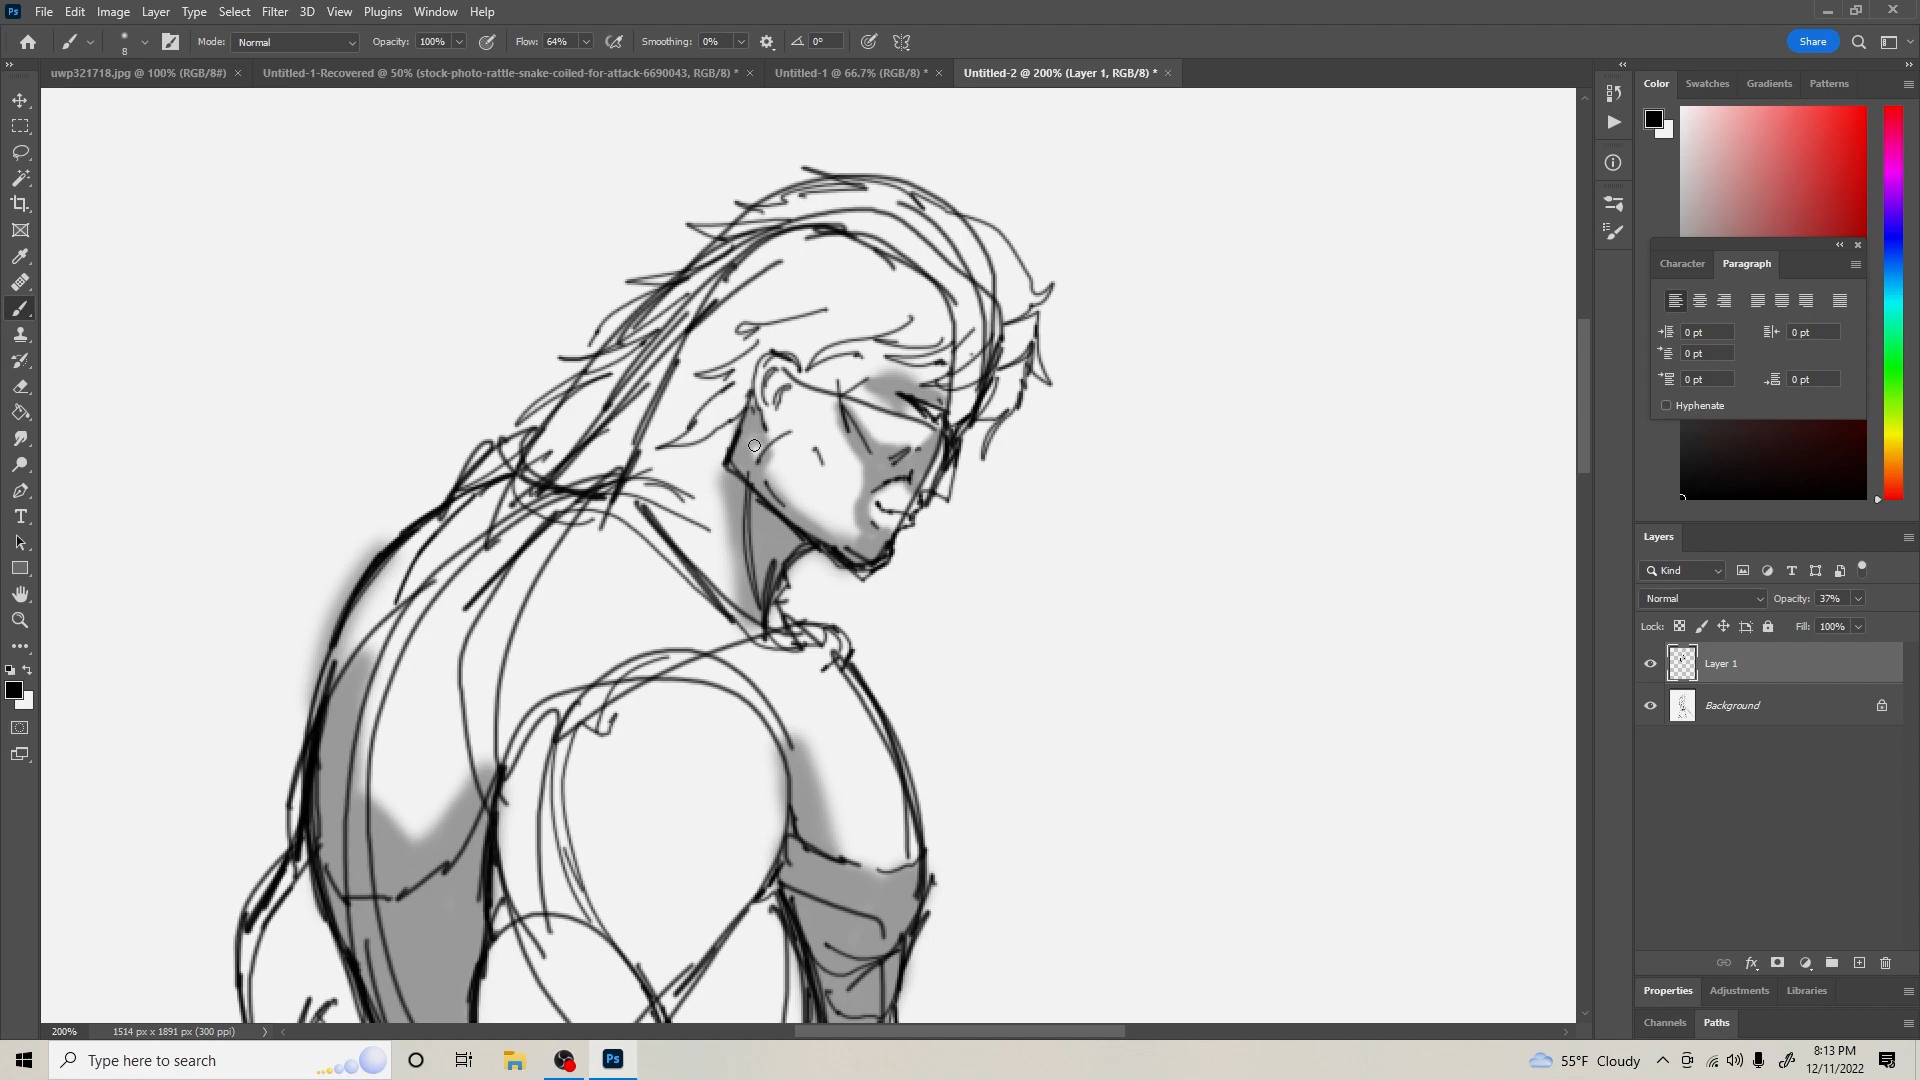 Ps File Edit Image Layer Type Select Filter 3D View Plugins Window Help
8 Mode: Normal Opacity: 100% Flow: 64% Smoothing: 0% 0° Share
uwp321718.jpg @ 100% (RGB/8#) × Untitled-1-Recovered @ 50% (stock-photo-rattle-snake-coiled-for-attack-6690043, RGB/8) * × Untitled-1 @ 66.7% (RGB/8) * × Untitled-2 @ 200% (Layer 1, RGB/8) * ×
Color Swatches Gradients Patterns
Character Paragraph
0 pt 0 pt
0 pt
0 pt 0 pt
Hyphenate
Layers
Kind
Normal Opacity: 37%
Lock: Fill: 100%
Layer 1
Background
fx
Properties Adjustments Libraries
Channels Paths
200% 1514 px x 1891 px (300 ppi)
Type here to search
Ps
55°F Cloudy
8:13 PM
12/11/2022